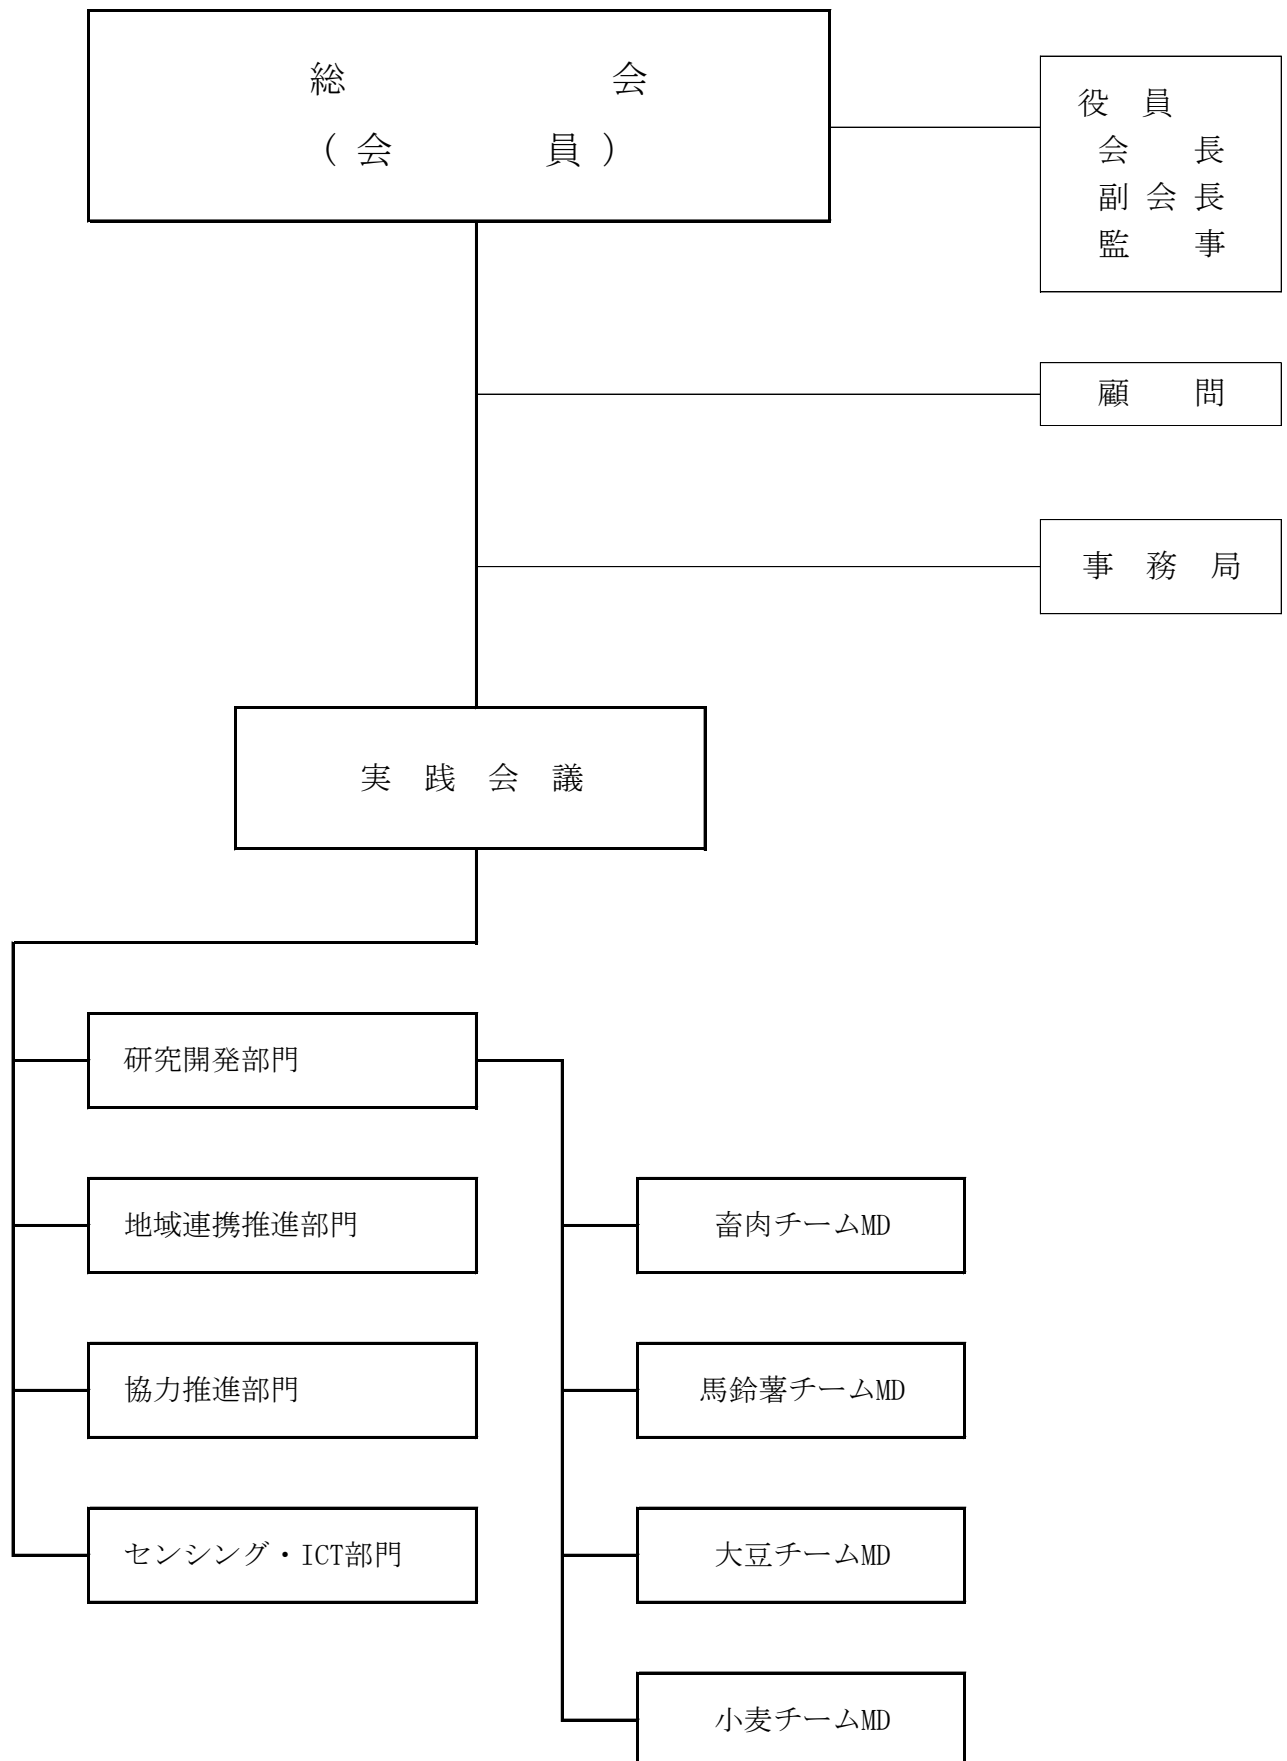 総 会
(会 員)
役 員
会 長
副 会 長
監 事
顧 問
事 務 局
実 践 会 議
研究開発部門
地域連携推進部門
協力推進部門
センシング・ICT部門
畜肉チームMD
馬鈴薯チームMD
大豆チームMD
小麦チームMD